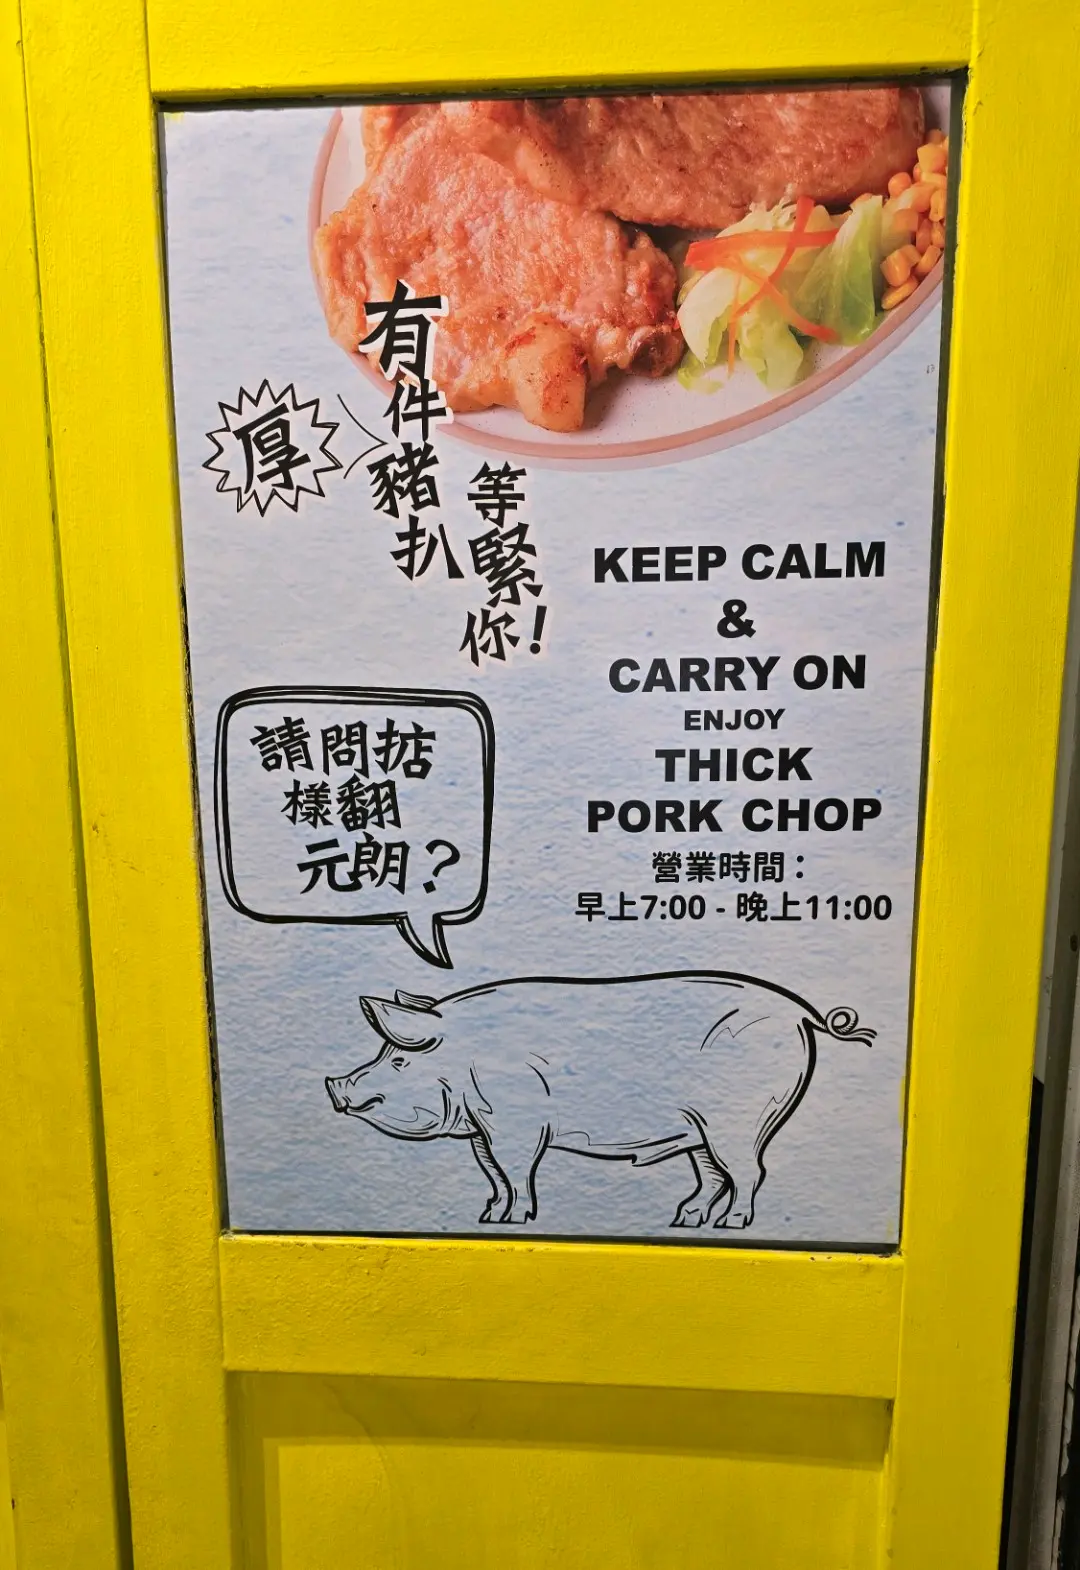 有件厚豬扒
等緊你!
KEEP CALM
&
CARRY ON
ENJOY
THICK
PORK CHOP
營業時間：
早上7:00 - 晚上11:00
請問掂
樣翻
元朗？